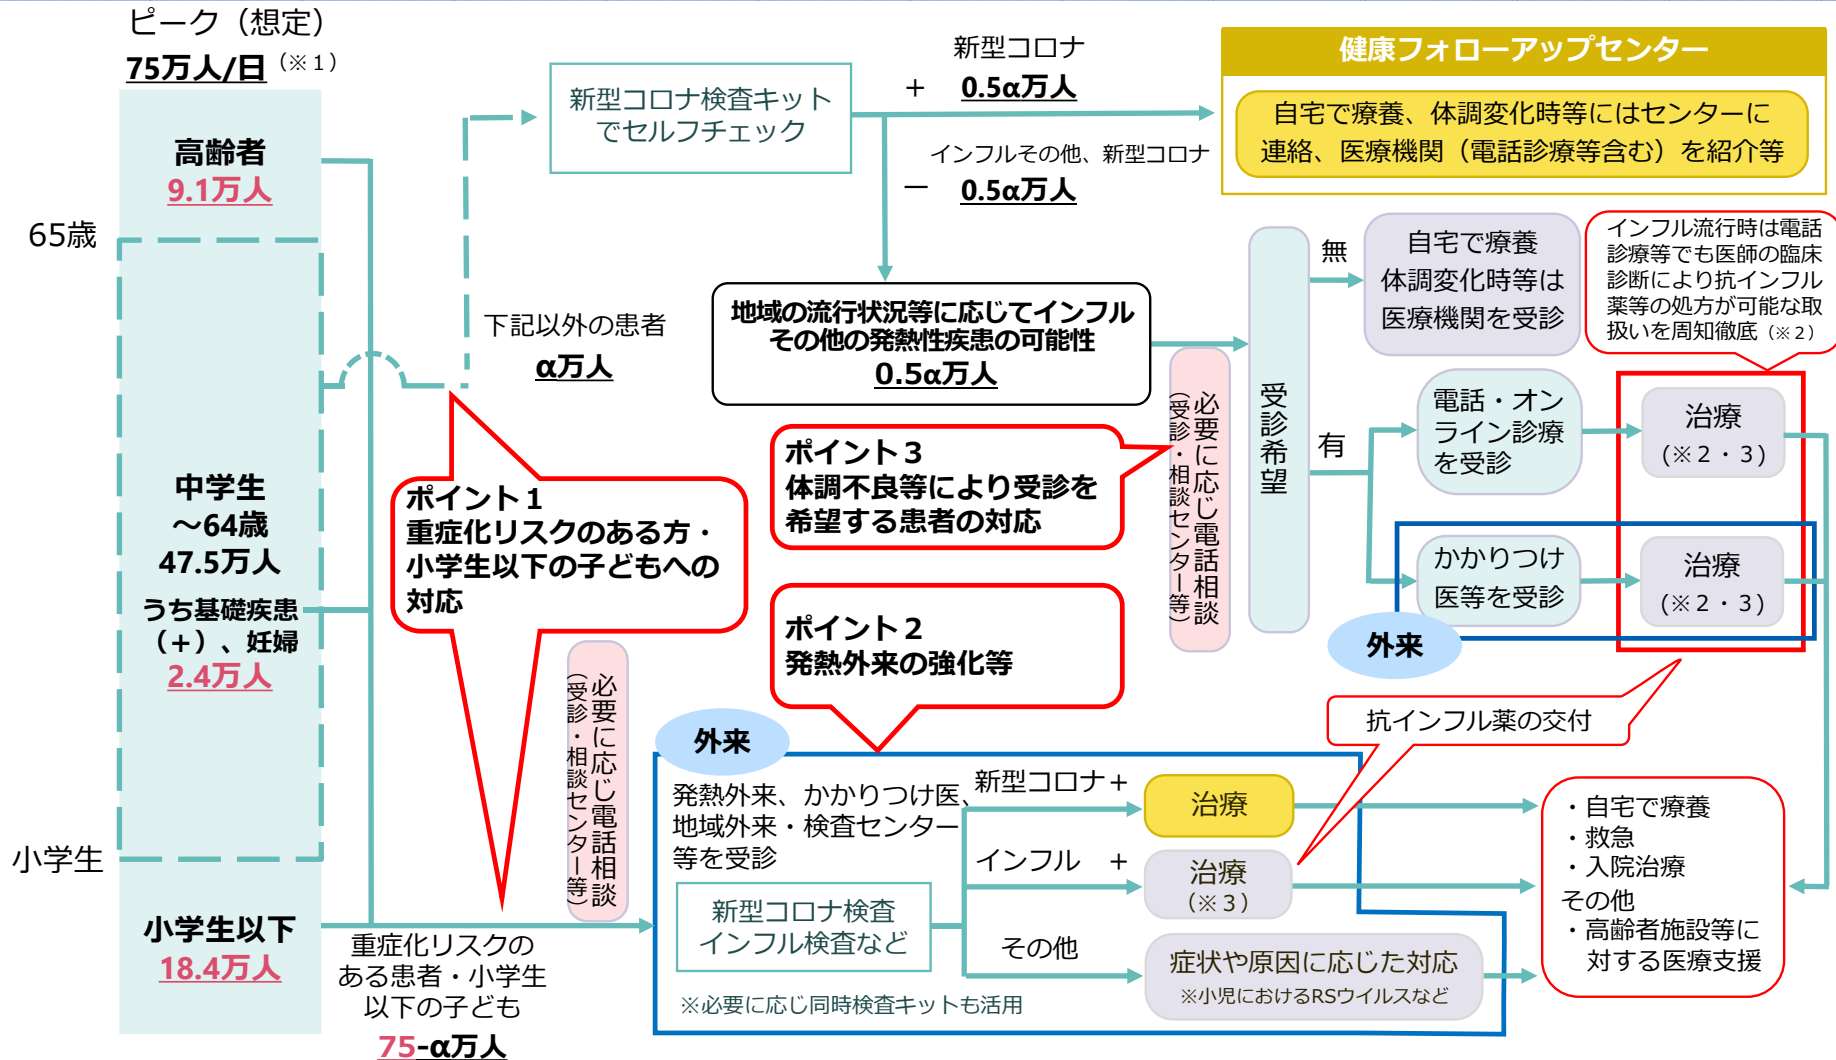 ピーク（想定）
75万人/日（※１）
高齢者
9.1万人
65歳
中学生
～64歳
47.5万人
うち基礎疾患
（+）、妊婦
2.4万人
小学生
小学生以下
18.4万人
下記以外の患者
α万人
重症化リスクの
ある患者・小学生
以下の子ども
75-α万人
新型コロナ検査キット
でセルフチェック
新型コロナ
+ 0.5α万人
インフルその他、新型コロナ
－ 0.5α万人
健康フォローアップセンター
自宅で療養、体調変化時等にはセンターに
連絡、医療機関（電話診療等含む）を紹介等
地域の流行状況等に応じてインフル
その他の発熱性疾患の可能性
0.5α万人
必要に応じ電話相談
（受診・相談センター等）
受診希望
無
自宅で療養
体調変化時等は
医療機関を受診
インフル流行時は電話
診療等でも医師の臨床
診断により抗インフル
薬等の処方が可能な取
扱いを周知徹底（※２）
有
電話・オン
ライン診療
を受診
治療
（※２・３）
かかりつけ
医等を受診
治療
（※２・３）
外来
ポイント１
重症化リスクのある方・
小学生以下の子どもへの
対応
ポイント３
体調不良等により受診を
希望する患者の対応
ポイント２
発熱外来の強化等
必要に応じ電話相談
（受診・相談センター等）
外来
発熱外来、かかりつけ医、
地域外来・検査センター
等を受診
新型コロナ検査
インフル検査など
※必要に応じ同時検査キットも活用
新型コロナ+
治療
インフル +
治療
（※３）
その他
症状や原因に応じた対応
※小児におけるRSウイルスなど
抗インフル薬の交付
・自宅で療養
・救急
・入院治療
その他
・高齢者施設等に
対する医療支援